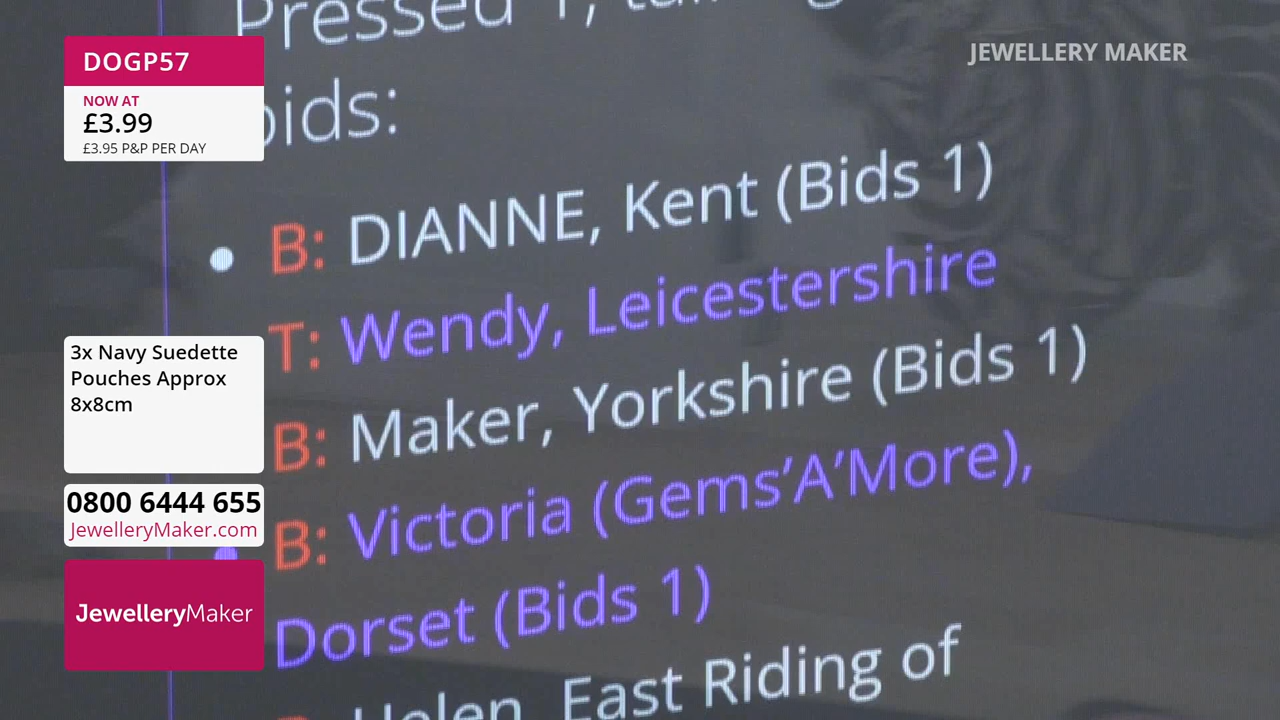 DOGP57
NOW AT
£3.99
£3.95 P&P PER DAY
JEWELLERY MAKER
Pressed 1,
bids:
B: DIANNE, Kent (Bids 1)
T: Wendy, Leicestershire
B: Maker, Yorkshire (Bids 1)
B: Victoria (Gems'A'More),
Dorset (Bids 1)
Helen, East Riding of
3x Navy Suedette
Pouches Approx
8x8cm
0800 6444 655
JewelleryMaker.com
JewelleryMaker